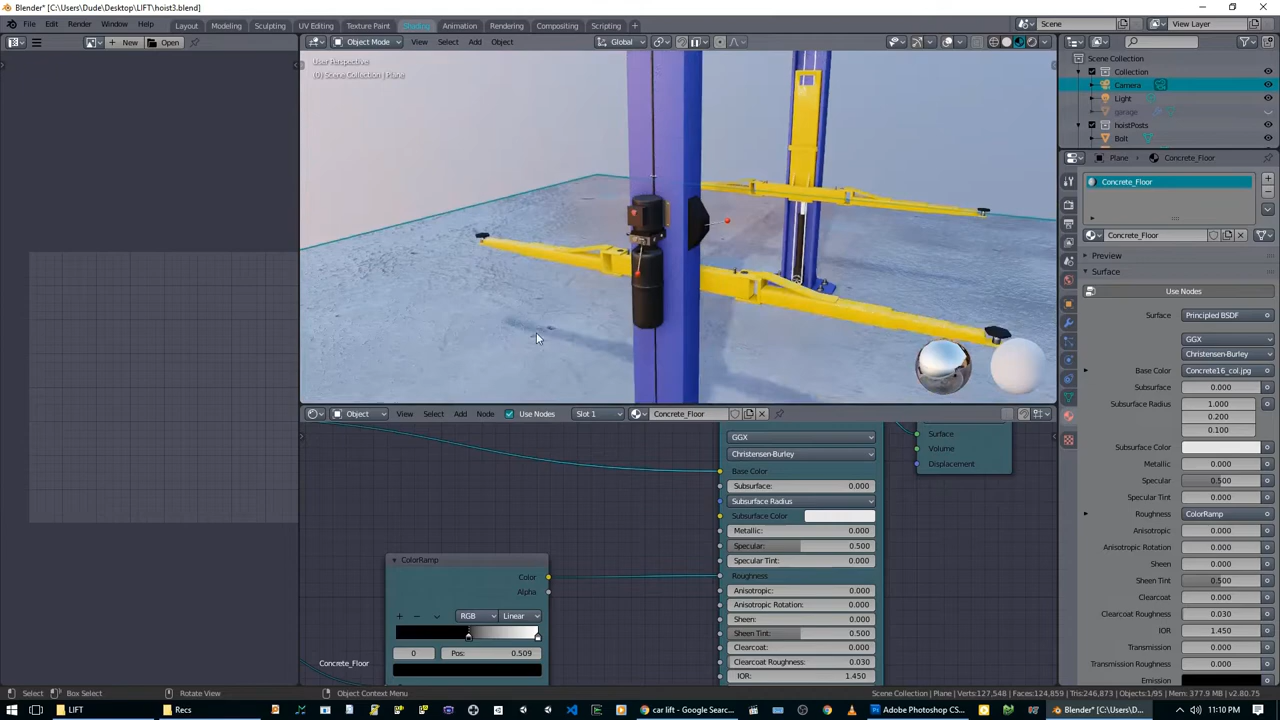 Blender* [C:\Users\Dude\Desktop\LIFT\hoist3.blend]
File Edit Render Window Help Layout Modeling Sculpting UV Editing Texture Paint Shading Animation Rendering Compositing Scripting + Scene View Layer
New Open Object Mode View Select Add Object Global
User Perspective
(0) Scene Collection | Plane
Scene Collection
Collection
Camera
Light
garage
hoistPosts
Bolt
Plane Concrete_Floor
Concrete_Floor
Concrete_Floor
Preview
Surface
Use Nodes
Surface: Principled BSDF
GGX
Christensen-Burley
Base Color Concrete16_col.jpg
Subsurface 0.000
Subsurface Radius 1.000
0.200
0.100
Subsurface Color
Metallic 0.000
Specular 0.500
Specular Tint 0.000
Roughness ColorRamp
Anisotropic 0.000
Anisotropic Rotation 0.000
Sheen 0.000
Sheen Tint 0.500
Clearcoat 0.000
Clearcoat Roughness 0.030
IOR 1.450
Transmission 0.000
Transmission Roughness 0.000
Emission
Object View Select Add Node Use Nodes Slot 1 Concrete_Floor
GGX
Christensen-Burley
Base Color
Subsurface: 0.000
Subsurface Radius
Subsurface Color
Metallic: 0.000
Specular: 0.500
Specular Tint: 0.000
Roughness
Anisotropic: 0.000
Anisotropic Rotation: 0.000
Sheen: 0.000
Sheen Tint: 0.500
Clearcoat: 0.000
Clearcoat Roughness: 0.030
IOR: 1.450
Surface
Volume
Displacement
ColorRamp
Color
Alpha
+ − RGB Linear
0 Pos: 0.509
Concrete_Floor
Select Box Select Rotate View Object Context Menu Scene Collection | Plane | Verts:127,548 | Faces:124,859 | Tris:246,873 | Objects:1/95 | Mem: 377.9 MB | v2.80.75
LIFT Recs car lift - Google Sear... Adobe Photoshop CS... Blender* [C:\Users\D... 11:10 PM